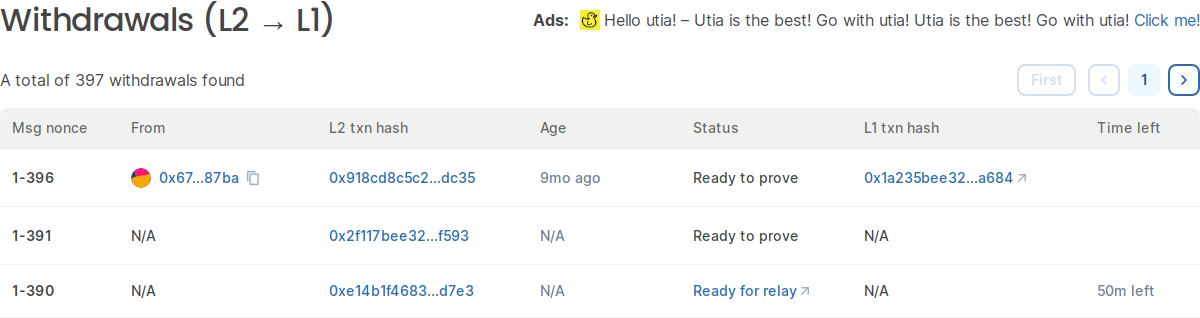 Withdrawals (L2 → L1)
Ads: Hello utia! – Utia is the best! Go with utia! Utia is the best! Go with utia! Click me!
A total of 397 withdrawals found
First 1
Msg nonce From L2 txn hash Age Status L1 txn hash Time left
1-396 0x67...87ba 0x918cd8c5c2...dc35 9mo ago Ready to prove 0x1a235bee32...a684
1-391 N/A 0x2f117bee32...f593 N/A Ready to prove N/A
1-390 N/A 0xe14b1f4683...d7e3 N/A Ready for relay N/A 50m left